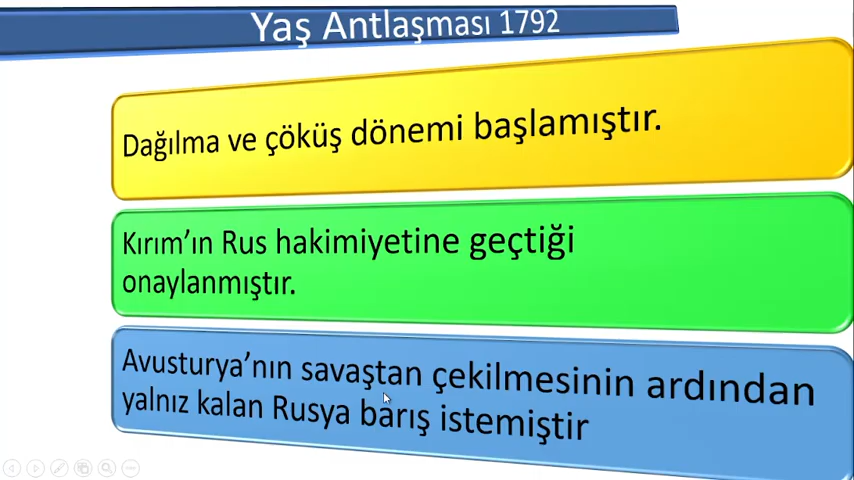 Yaş Antlaşması 1792
Dağılma ve çöküş dönemi başlamıştır.
Kırım’ın Rus hakimiyetine geçtiği
onaylanmıştır.
Avusturya’nın savaştan çekilmesinin ardından
yalnız kalan Rusya barış istemiştir